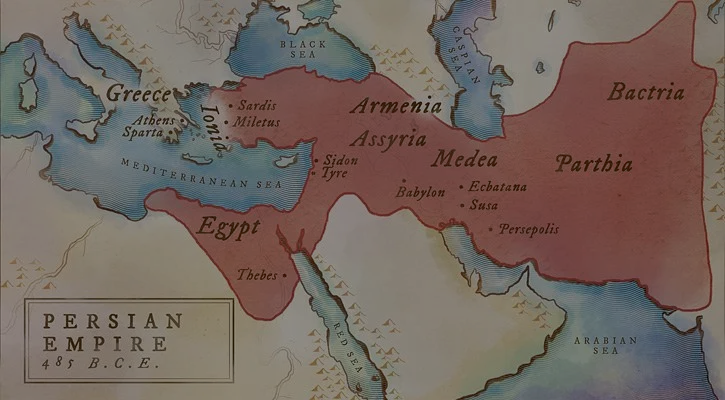 BLACK
SEA
CASPIAN
SEA
Greece
Ionia
Sardis
Miletus
Athens
Sparta
Armenia
Assyria
Medea
Bactria
Parthia
MEDITERRANEAN SEA
Sidon
Tyre
Babylon
Ecbatana
Susa
Persepolis
Egypt
Thebes
RED SEA
ARABIAN
SEA
PERSIAN
EMPIRE
485 B.C.E.